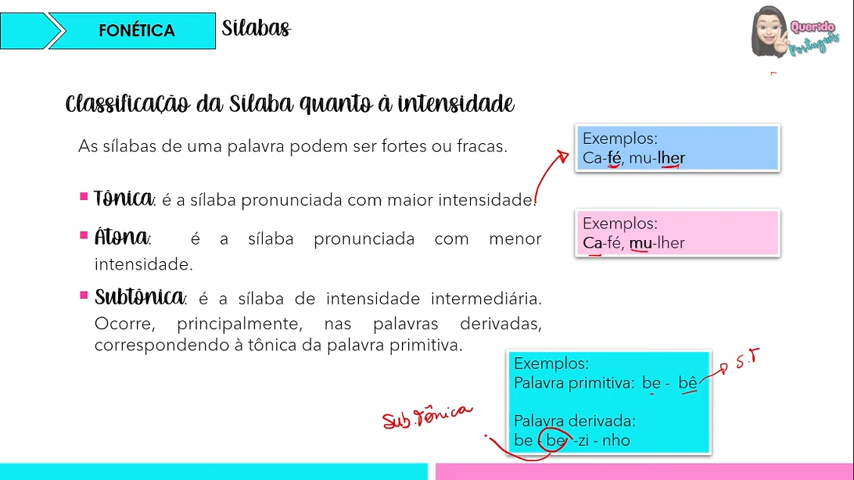 FONÉTICA
Sílabas
Querido
Português
Classificação da Sílaba quanto à intensidade
As sílabas de uma palavra podem ser fortes ou fracas.
Tônica: é a sílaba pronunciada com maior intensidade.
Átona: é a sílaba pronunciada com menor
intensidade.
Subtônica: é a sílaba de intensidade intermediária.
Ocorre, principalmente, nas palavras derivadas,
correspondendo à tônica da palavra primitiva.
Exemplos:
Ca-fé, mu-lher
Exemplos:
Ca-fé, mu-lher
Exemplos:
Palavra primitiva: be - bê
Palavra derivada:
be - be -zi - nho
S.T
Sub.Tônica